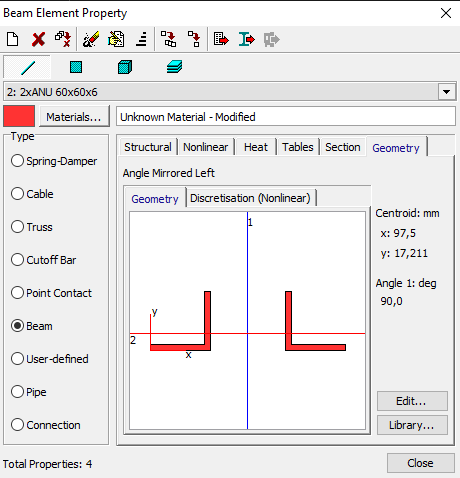 Beam Element Property
2: 2xANU 60x60x6
Materials...
Unknown Material - Modified
Type
Spring-Damper
Cable
Truss
Cutoff Bar
Point Contact
Beam
User-defined
Pipe
Connection
Structural Nonlinear Heat Tables Section Geometry
Angle Mirrored Left
Geometry Discretisation (Nonlinear)
1
y
2
x
Centroid: mm
x: 97,5
y: 17,211
Angle 1: deg
90,0
Edit...
Library...
Total Properties: 4
Close